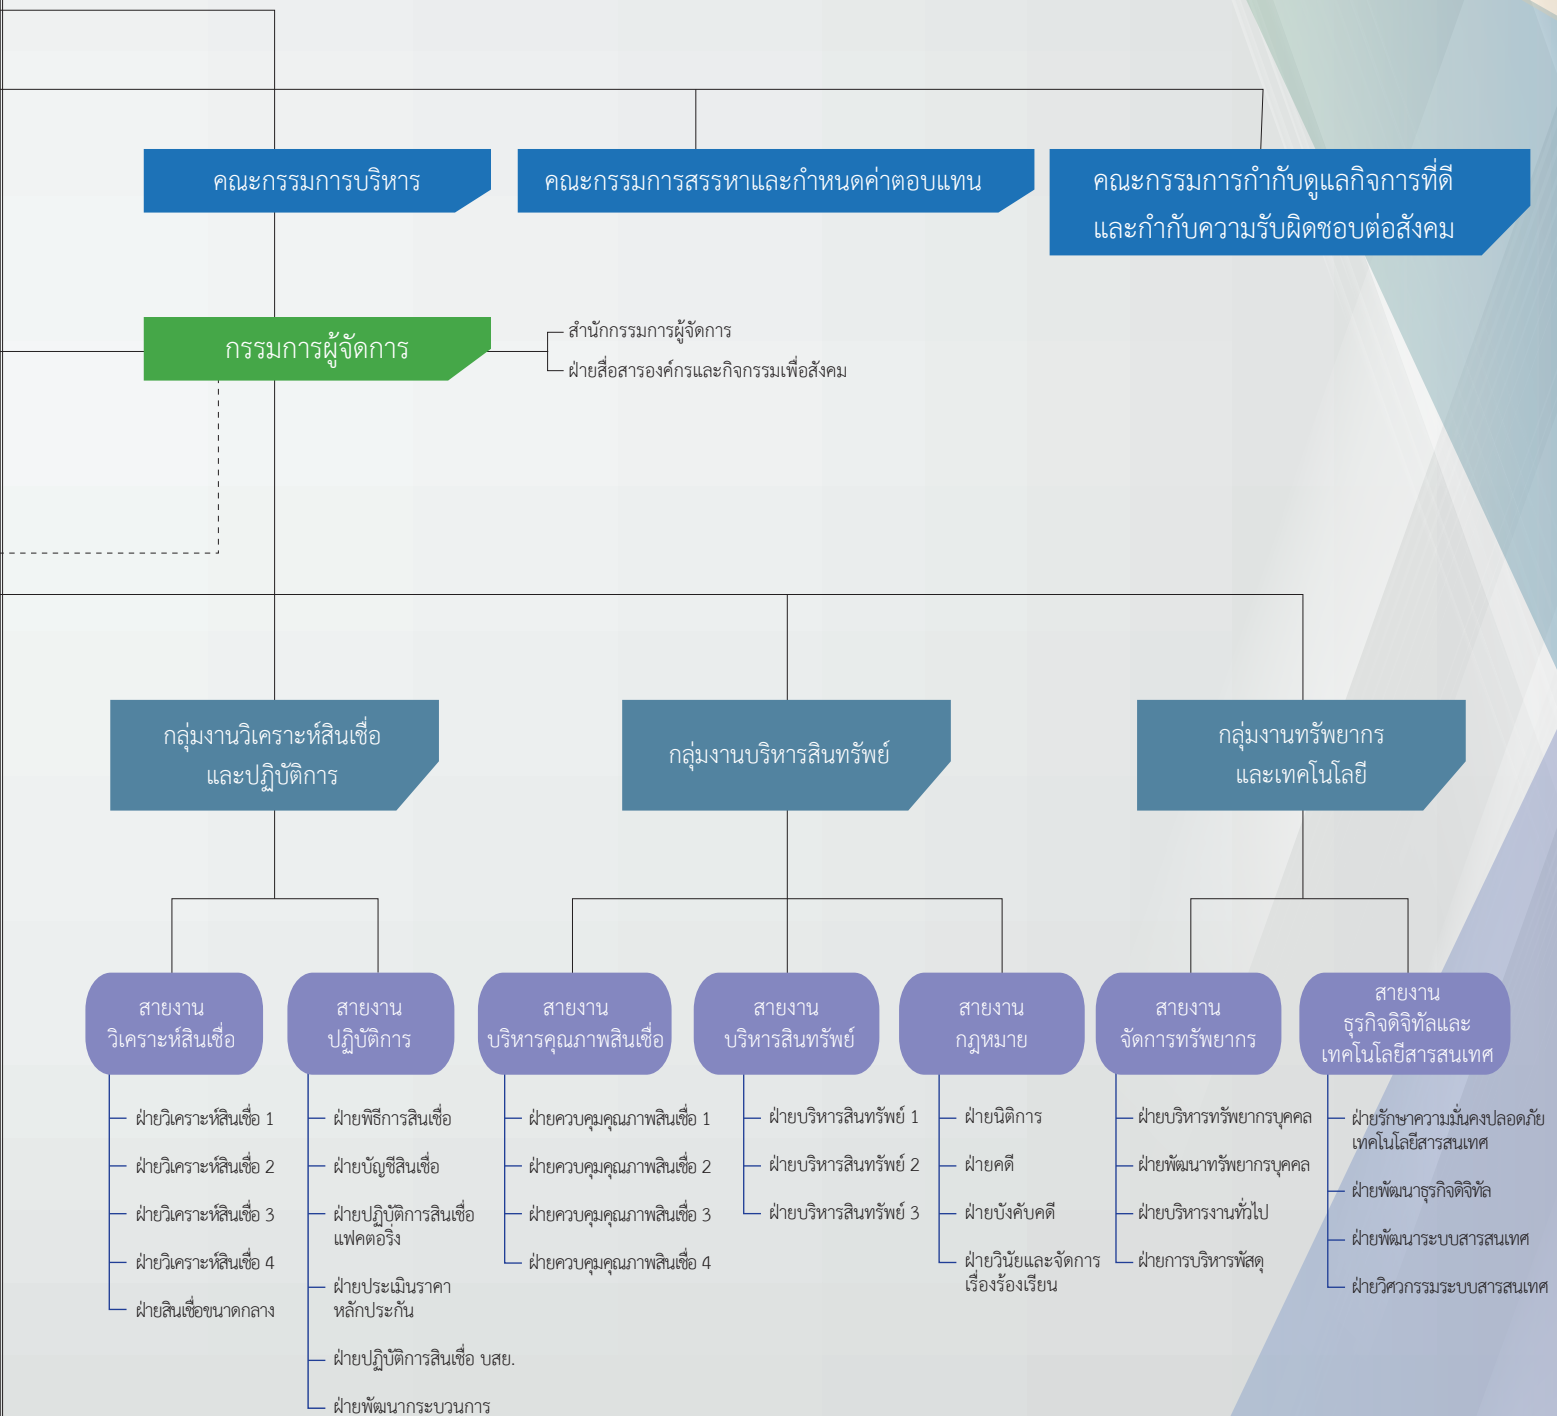 คณะกรรมการบริหาร
คณะกรรมการสรรหาและกำหนดค่าตอบแทน
คณะกรรมการกำกับดูแลกิจการที่ดี
และกำกับความรับผิดชอบต่อสังคม
กรรมการผู้จัดการ
สำนักกรรมการผู้จัดการ
ฝ่ายสื่อสารองค์กรและกิจกรรมเพื่อสังคม
กลุ่มงานวิเคราะห์สินเชื่อ
และปฏิบัติการ
กลุ่มงานบริหารสินทรัพย์
กลุ่มงานทรัพยากร
และเทคโนโลยี
สายงาน
วิเคราะห์สินเชื่อ
ฝ่ายวิเคราะห์สินเชื่อ 1
ฝ่ายวิเคราะห์สินเชื่อ 2
ฝ่ายวิเคราะห์สินเชื่อ 3
ฝ่ายวิเคราะห์สินเชื่อ 4
ฝ่ายสินเชื่อขนาดกลาง
สายงาน
ปฏิบัติการ
ฝ่ายพิธีการสินเชื่อ
ฝ่ายบัญชีสินเชื่อ
ฝ่ายปฏิบัติการสินเชื่อ
แฟคตอริ่ง
ฝ่ายประเมินราคา
หลักประกัน
ฝ่ายปฏิบัติการสินเชื่อ บสย.
ฝ่ายพัฒนากระบวนการ
สายงาน
บริหารคุณภาพสินเชื่อ
ฝ่ายควบคุมคุณภาพสินเชื่อ 1
ฝ่ายควบคุมคุณภาพสินเชื่อ 2
ฝ่ายควบคุมคุณภาพสินเชื่อ 3
ฝ่ายควบคุมคุณภาพสินเชื่อ 4
สายงาน
บริหารสินทรัพย์
ฝ่ายบริหารสินทรัพย์ 1
ฝ่ายบริหารสินทรัพย์ 2
ฝ่ายบริหารสินทรัพย์ 3
สายงาน
กฎหมาย
ฝ่ายนิติการ
ฝ่ายคดี
ฝ่ายบังคับคดี
ฝ่ายวินัยและจัดการ
เรื่องร้องเรียน
สายงาน
จัดการทรัพยากร
ฝ่ายบริหารทรัพยากรบุคคล
ฝ่ายพัฒนาทรัพยากรบุคคล
ฝ่ายบริหารงานทั่วไป
ฝ่ายการบริหารพัสดุ
สายงาน
ธุรกิจดิจิทัลและ
เทคโนโลยีสารสนเทศ
ฝ่ายรักษาความมั่นคงปลอดภัย
เทคโนโลยีสารสนเทศ
ฝ่ายพัฒนาธุรกิจดิจิทัล
ฝ่ายพัฒนาระบบสารสนเทศ
ฝ่ายวิศวกรรมระบบสารสนเทศ